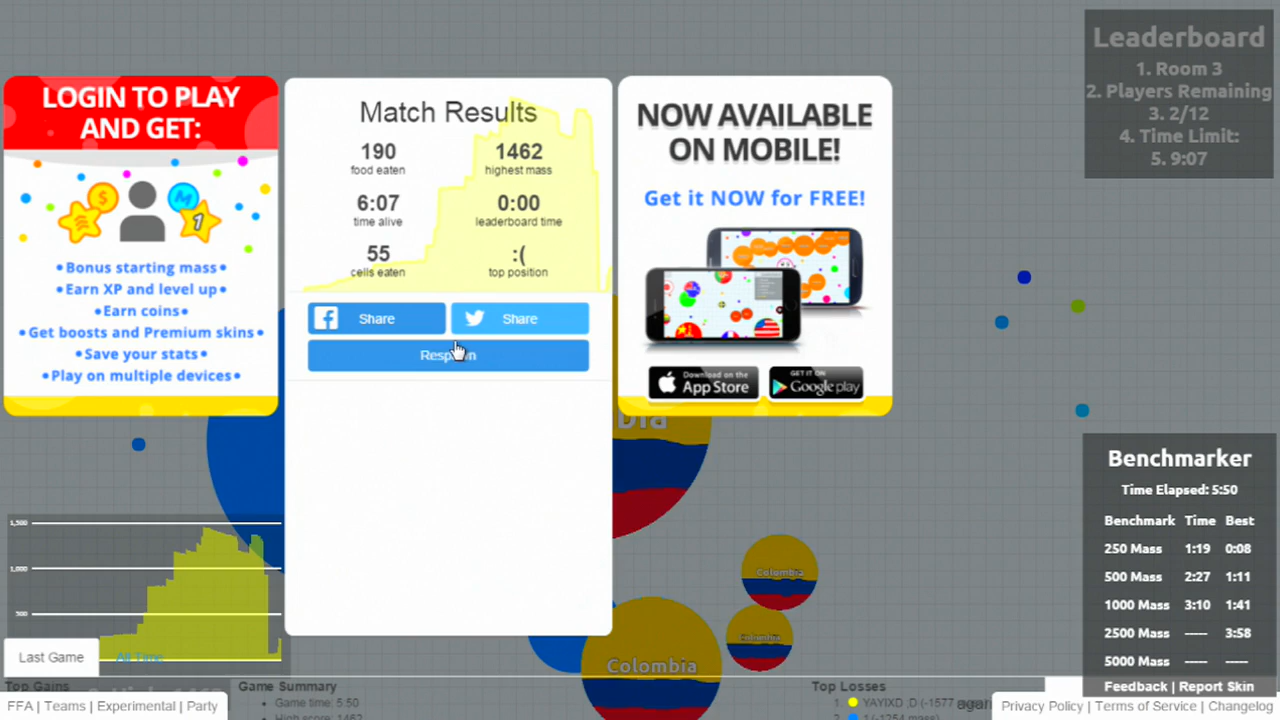 Leaderboard
1. Room 3
2. Players Remaining
3. 2/12
4. Time Limit:
5. 9:07
LOGIN TO PLAY
AND GET:
1
•Bonus starting mass•
•Earn XP and level up•
•Earn coins•
•Get boosts and Premium skins•
•Save your stats•
•Play on multiple devices•
Match Results
190
food eaten
1462
highest mass
6:07
time alive
0:00
leaderboard time
55
cells eaten
:(
top position
Share
Share
Respawn
NOW AVAILABLE
ON MOBILE!
Get it NOW for FREE!
Download on the
App Store
GET IT ON
Google play
Colombia
Colombia
Colombia
Benchmarker
Time Elapsed: 5:50
Benchmark Time Best
250 Mass 1:19 0:08
500 Mass 2:27 1:11
1000 Mass 3:10 1:41
2500 Mass ----- 3:58
5000 Mass ----- -----
Feedback | Report Skin
1,500
1,000
500
Last Game
All Time
Top Gains
Game Summary
• Game time: 5:50
• High score: 1462
Top Losses
1. YAYIXD ;D (-1577
FFA | Teams | Experimental | Party
Privacy Policy | Terms of Service | Changelog